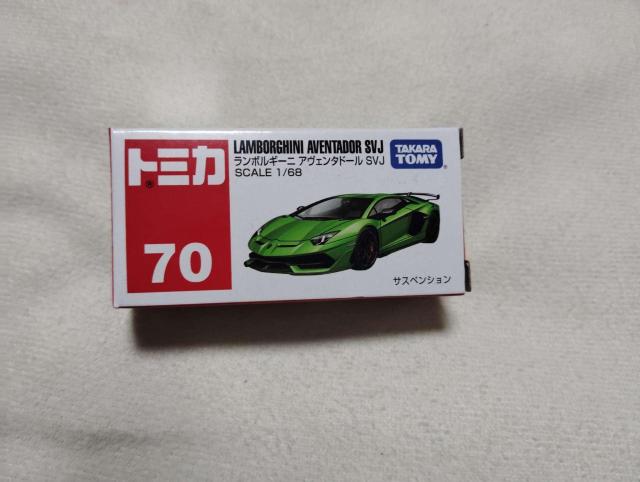 トミカ®
70
LAMBORGHINI AVENTADOR SVJ
ランボルギーニ アヴェンタドール SVJ
SCALE 1/68
TAKARA
TOMY
サスペンション